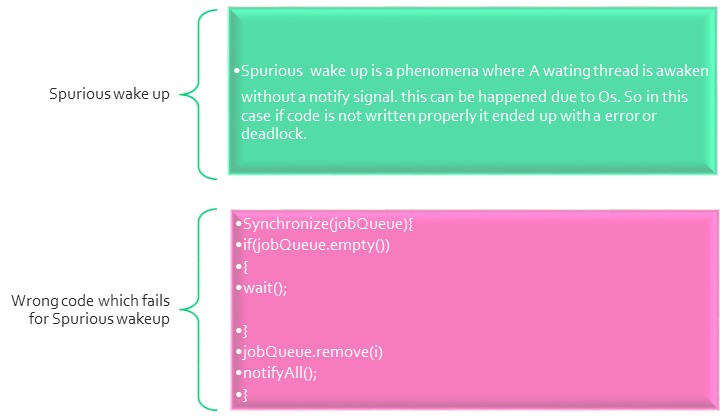 Spurious wake up
•Spurious wake up is a phenomena where A wating thread is awaken
without a notify signal. this can be happened due to Os. So in this
case if code is not written properly it ended up with a error or
deadlock.
Wrong code which fails
for Spurious wakeup
•Synchronize(jobQueue){
•if(jobQueue.empty())
•{
•wait();
•}
•jobQueue.remove(i)
•notifyAll();
•}